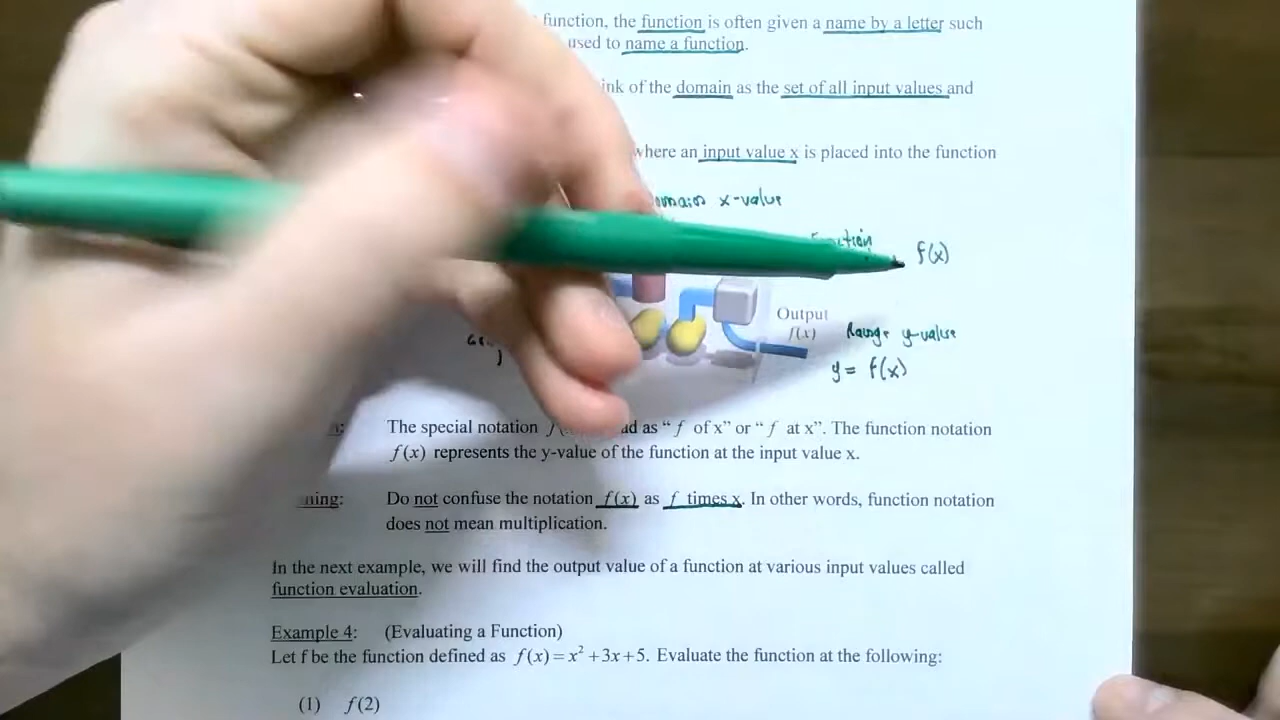 function, the function is often given a name by a letter such
used to name a function.
of the domain as the set of all input values and
where an input value x is placed into the function
x-value
f(x)
Output
f(x)
Range y-value
y = f(x)
The special notation as “ f of x” or “ f at x”. The function notation
f(x) represents the y-value of the function at the input value x.
Do not confuse the notation f(x) as f times x. In other words, function notation
does not mean multiplication.
In the next example, we will find the output value of a function at various input values called
function evaluation.
Example 4: (Evaluating a Function)
Let f be the function defined as f(x) = x² + 3x + 5. Evaluate the function at the following:
(1) f(2)